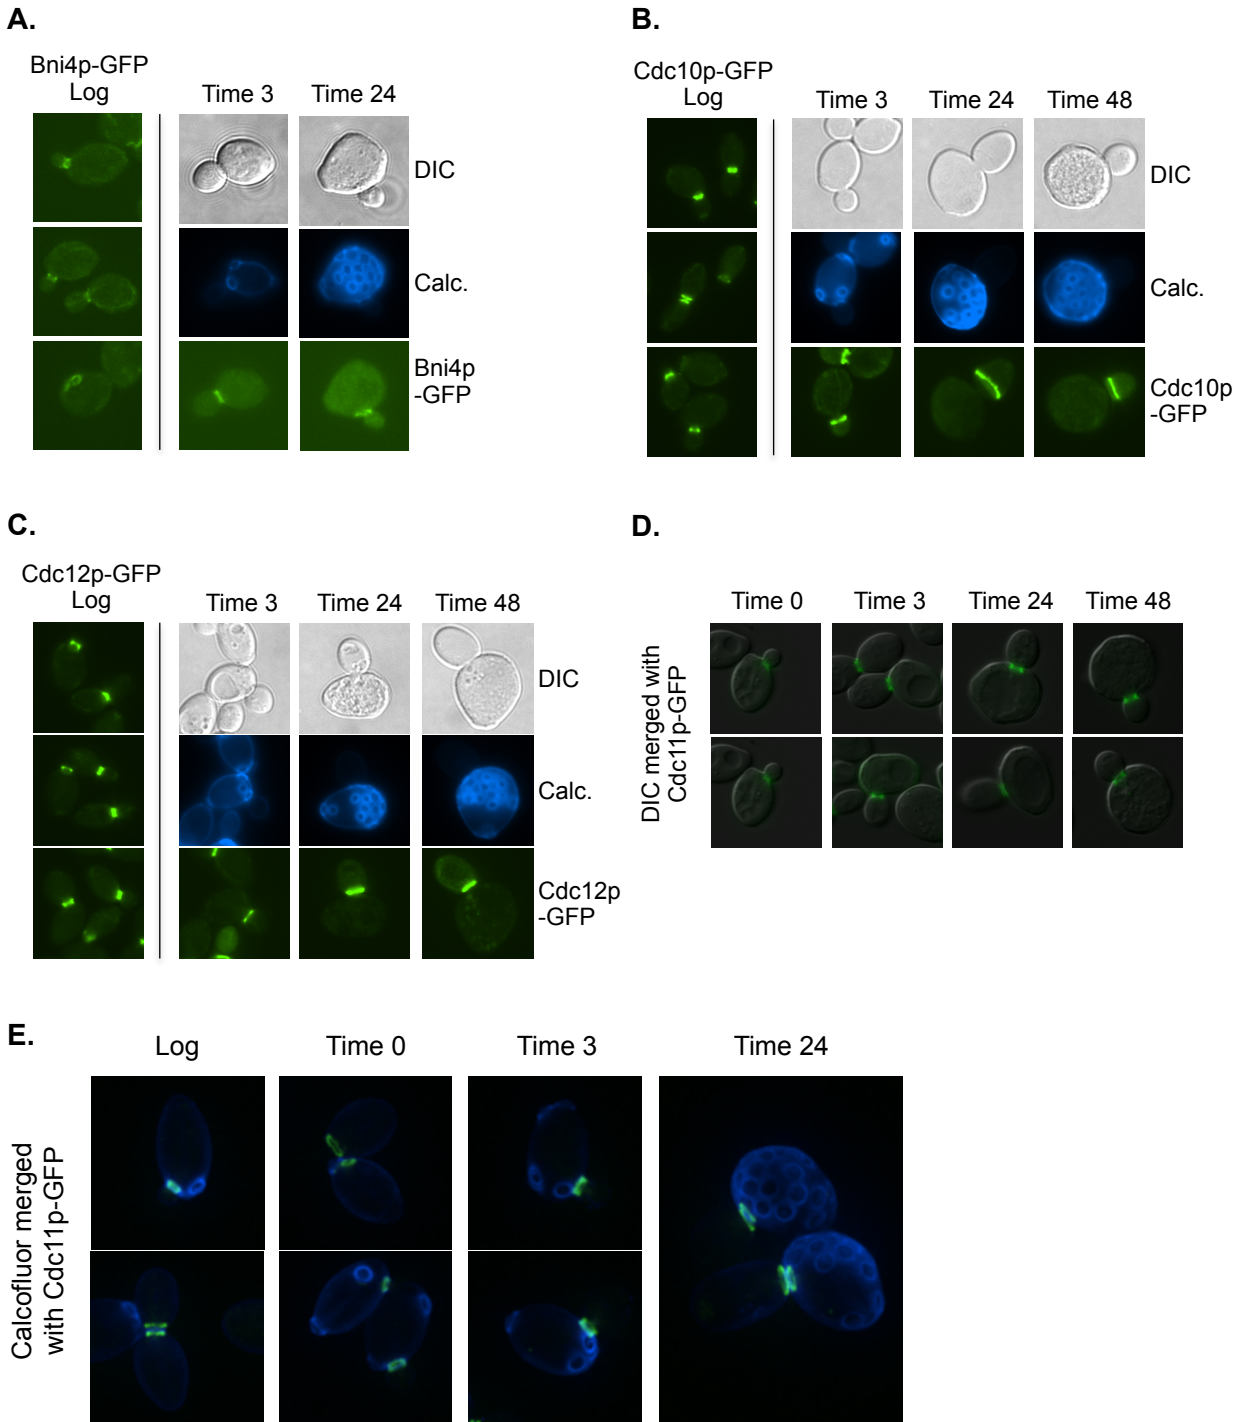 A.
Bni4p-GFP
Log
Time 3
Time 24
DIC
Calc.
Bni4p
-GFP
B.
Cdc10p-GFP
Log
Time 3
Time 24
Time 48
DIC
Calc.
Cdc10p
-GFP
C.
Cdc12p-GFP
Log
Time 3
Time 24
Time 48
DIC
Calc.
Cdc12p
-GFP
D.
Time 0
Time 3
Time 24
Time 48
DIC merged with
Cdc11p-GFP
E.
Log
Time 0
Time 3
Time 24
Calcofluor merged
with Cdc11p-GFP